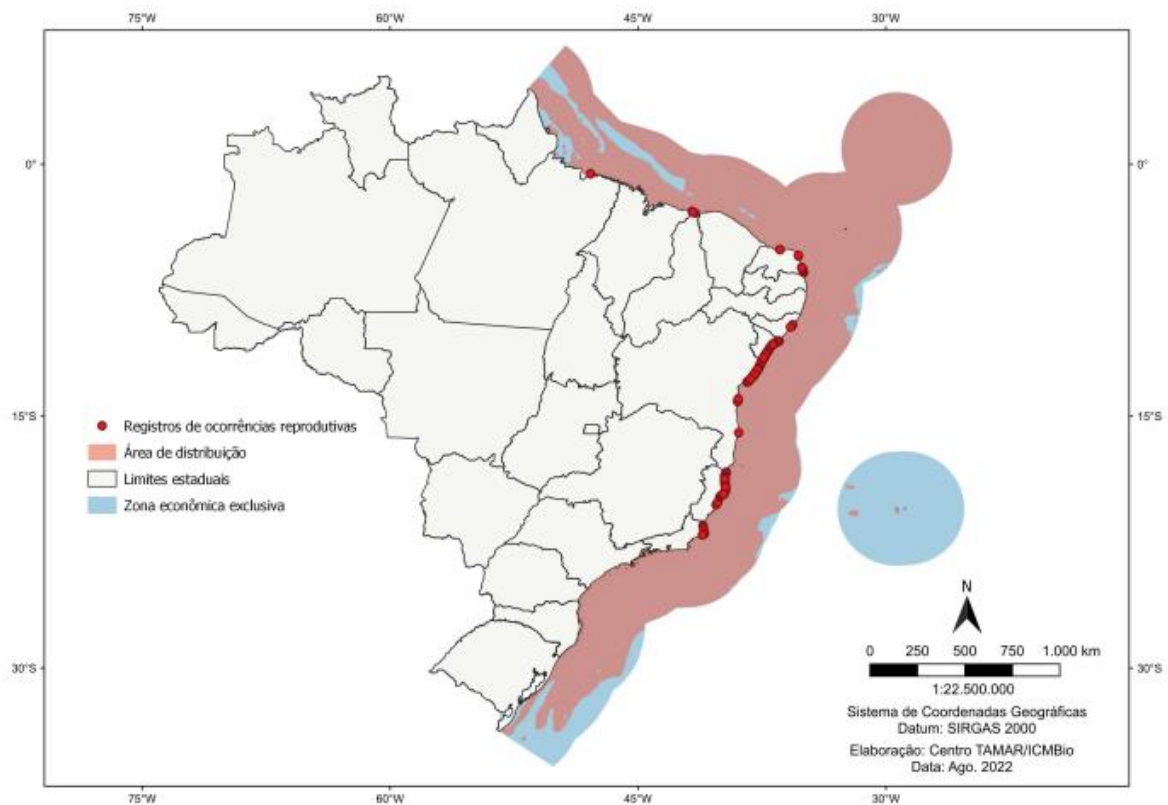 75°W 60°W 45°W 30°W
0° 0°
15°S 15°S
Registros de ocorrências reprodutivas
Área de distribuição
Limites estaduais
Zona econômica exclusiva
N
0 250 500 750 1.000 km
30°S 30°S
1:22.500.000
Sistema de Coordenadas Geográficas
Datum: SIRGAS 2000
Elaboração: Centro TAMAR/ICMBio
Data: Ago. 2022
75°W 60°W 45°W 30°W